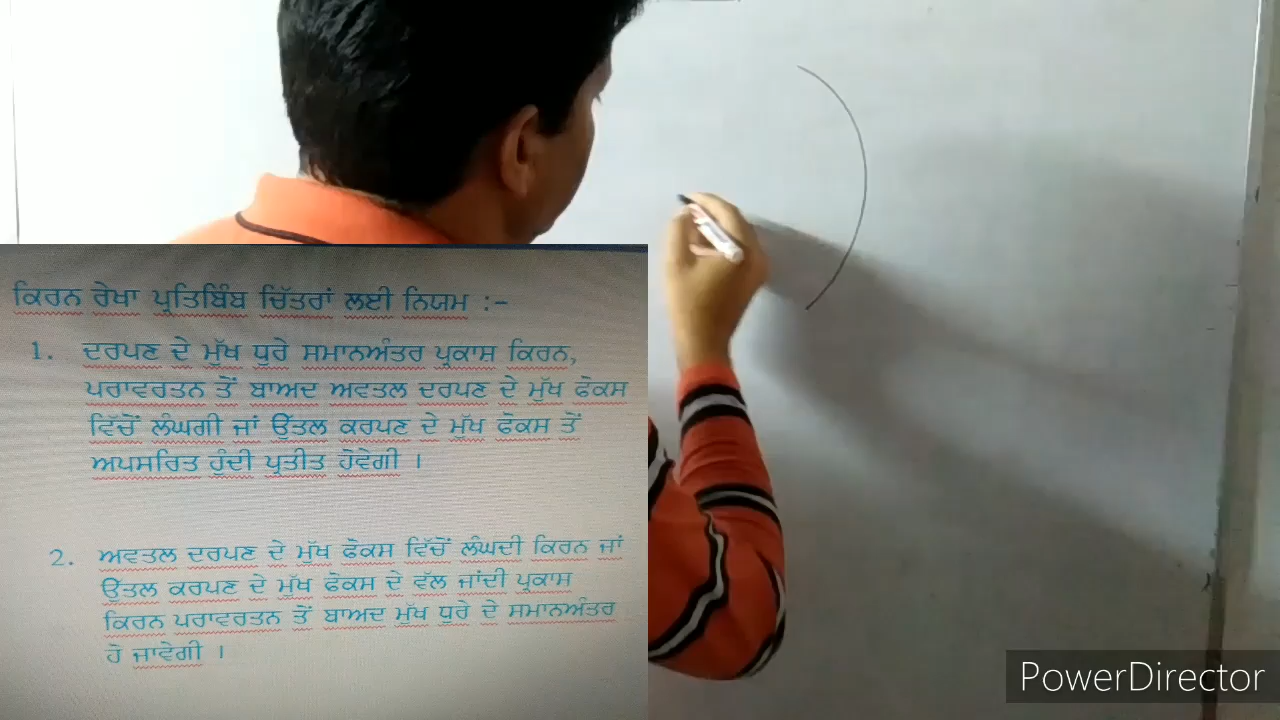 ਕਿਰਨ ਰੇਖਾ ਪ੍ਰਤਿਬਿੰਬ ਚਿੱਤਰਾਂ ਲਈ ਨਿਯਮ :-
1. ਦਰਪਣ ਦੇ ਮੁੱਖ ਧੁਰੇ ਸਮਾਨਅੰਤਰ ਪ੍ਰਕਾਸ਼ ਕਿਰਨ,
ਪਰਾਵਰਤਨ ਤੋਂ ਬਾਅਦ ਅਵਤਲ ਦਰਪਣ ਦੇ ਮੁੱਖ ਫੋਕਸ
ਵਿੱਚੋਂ ਲੰਘਗੀ ਜਾਂ ਉੱਤਲ ਕਰਪਣ ਦੇ ਮੁੱਖ ਫੋਕਸ ਤੋਂ
ਅਪਸਰਿਤ ਹੁੰਦੀ ਪ੍ਰਤੀਤ ਹੋਵੇਗੀ ।
2. ਅਵਤਲ ਦਰਪਣ ਦੇ ਮੁੱਖ ਫੋਕਸ ਵਿੱਚੋਂ ਲੰਘਦੀ ਕਿਰਨ ਜਾਂ
ਉੱਤਲ ਕਰਪਣ ਦੇ ਮੁੱਖ ਫੋਕਸ ਦੇ ਵੱਲ ਜਾਂਦੀ ਪ੍ਰਕਾਸ
ਕਿਰਨ ਪਰਾਵਰਤਨ ਤੋਂ ਬਾਅਦ ਮੁੱਖ ਧੁਰੇ ਦੇ ਸਮਾਨਅੰਤਰ
ਹੋ ਜਾਵੇਗੀ ।
PowerDirector